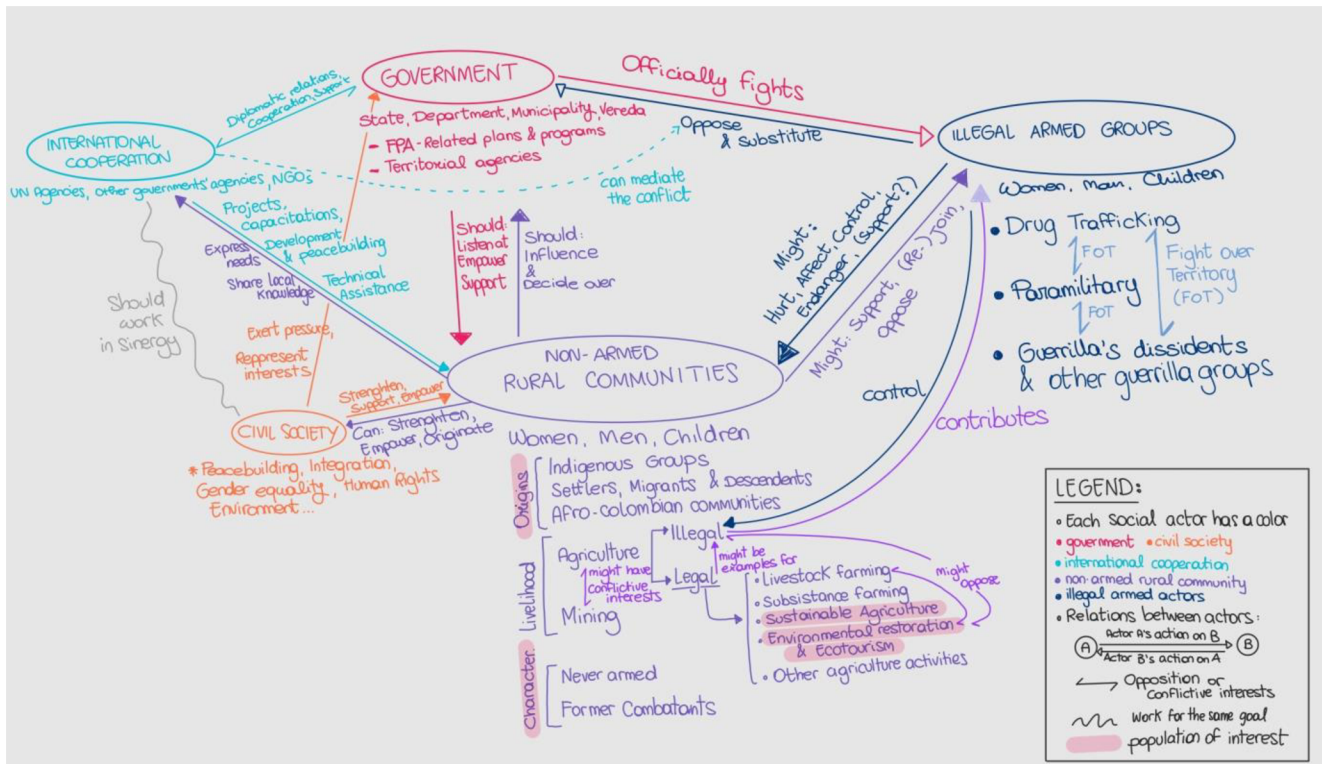 GOVERNMENT
State, Department, Municipality, Vereda
- FPA-Related plans & programs
- Territorial agencies
Officially fights
Oppose
& substitute
Diplomatic relations,
Cooperation, Support
INTERNATIONAL
COOPERATION
UN Agencies, Other governments' agencies, NGOs
can mediate
the conflict
ILLEGAL ARMED GROUPS
Women, Man, Children
• Drug Trafficking
FOT
Fight over
Territory
(FOT)
• Paramilitary
FOT
• Guerrilla's dissidents
& other guerrilla groups
Projects,
capacitations,
Development
& peacebuilding
Technical
Assistance
Express
needs
Share local
Knowledge
Should
work
in Sinergy
Exert pressure,
Reppresent
interests
Should:
Listen at
Empower
Support
Should:
Influence
&
Decide over
Might:
Hurt, Affect, Control,
Endanger, (Support?)
Might: Support, (Re-)Join,
oppose
control
contributes
NON-ARMED
RURAL COMMUNITIES
Strenghten,
Support, Empower
Can: Strenghten,
Empower, Originate
CIVIL SOCIETY
* Peacebuilding, Integration,
Gender equality, Human Rights
Environment...
Women, Men, Children
Origins
Indigenous Groups
Settlers, Migrants & Descendents
Afro-colombian communities
Livelihood
Agriculture
might have
conflictive
interests
Mining
Illegal
might be
examples for
Legal
might
oppose
• Livestock farming
• Subsistance farming
• Sustainable Agriculture
• Environmental restoration
& Ecotourism
• Other agriculture activities
Character
Never armed
Former Combatants
LEGEND:
• Each social actor has a color
• government • civil society
• international cooperation
• non-armed rural community
• illegal armed actors
• Relations between actors:
A Actor A's action on B B
Actor B's action on A
Opposition or
conflictive interests
work for the same goal
population of interest